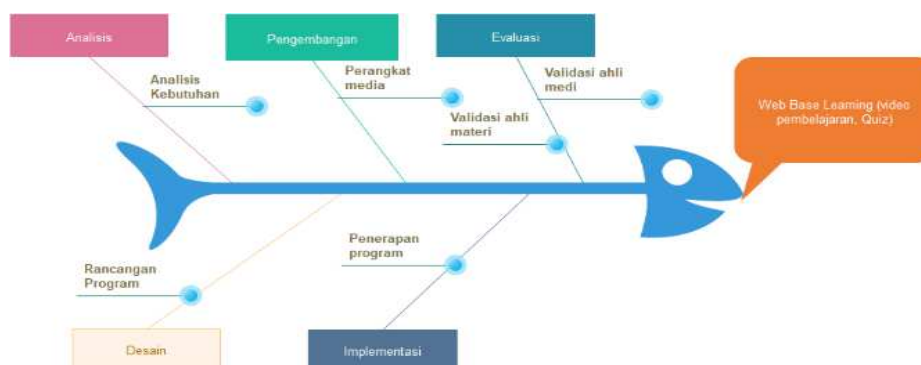 Analisis
Pengembangan
Evaluasi
Analisis
Kebutuhan
Perangkat
media
Validasi ahli
medi
Validasi ahli
materi
Web Base Learning (video
pembelajaran, Quiz)
Rancangan
Program
Penerapan
program
Desain
Implementasi